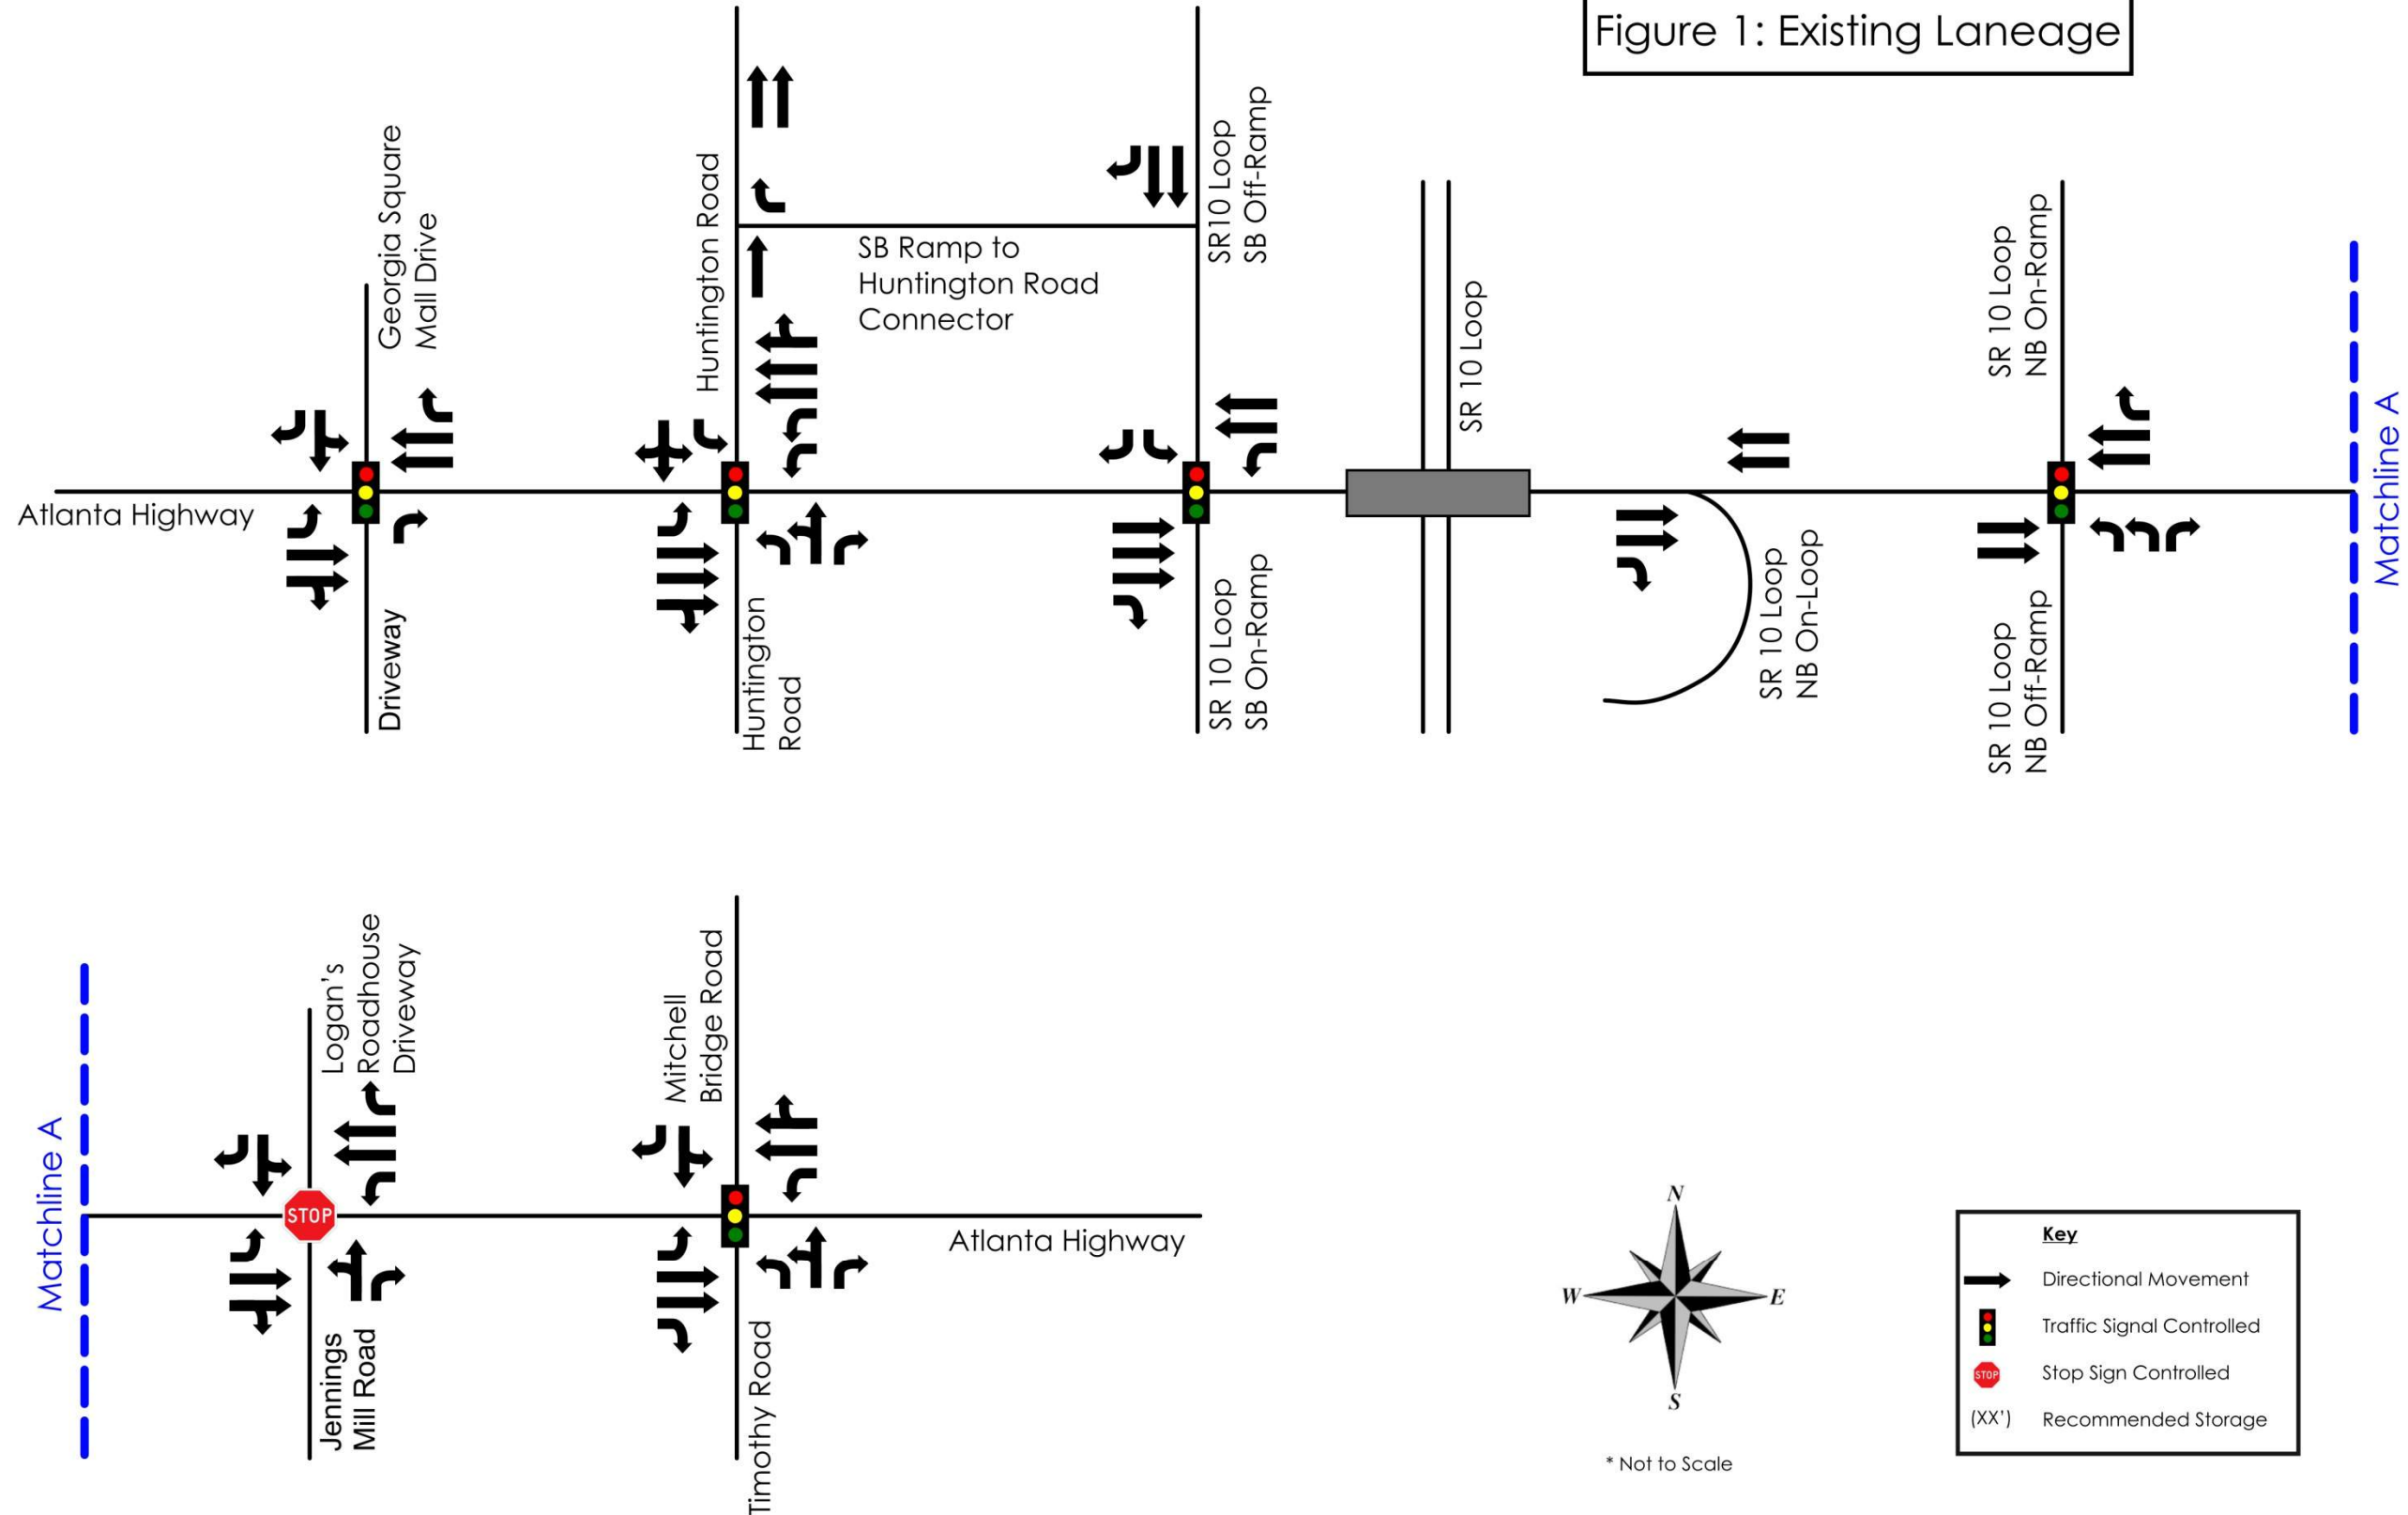 Figure 1: Existing Laneage
Georgia Square
Mall Drive
Huntington Road
SB Ramp to
Huntington Road
Connector
SR10 Loop
SB Off-Ramp
SR 10 Loop
SR 10 Loop
NB On-Ramp
Matchline A
Atlanta Highway
Driveway
Huntington
Road
SR 10 Loop
SB On-Ramp
SR 10 Loop
NB On-Loop
SR 10 Loop
NB Off-Ramp
Matchline A
Logan's
Roadhouse
Driveway
Mitchell
Bridge Road
STOP
Atlanta Highway
Jennings
Mill Road
Timothy Road
N
W
E
S
* Not to Scale
Key
Directional Movement
Traffic Signal Controlled
STOP
Stop Sign Controlled
(XX')
Recommended Storage